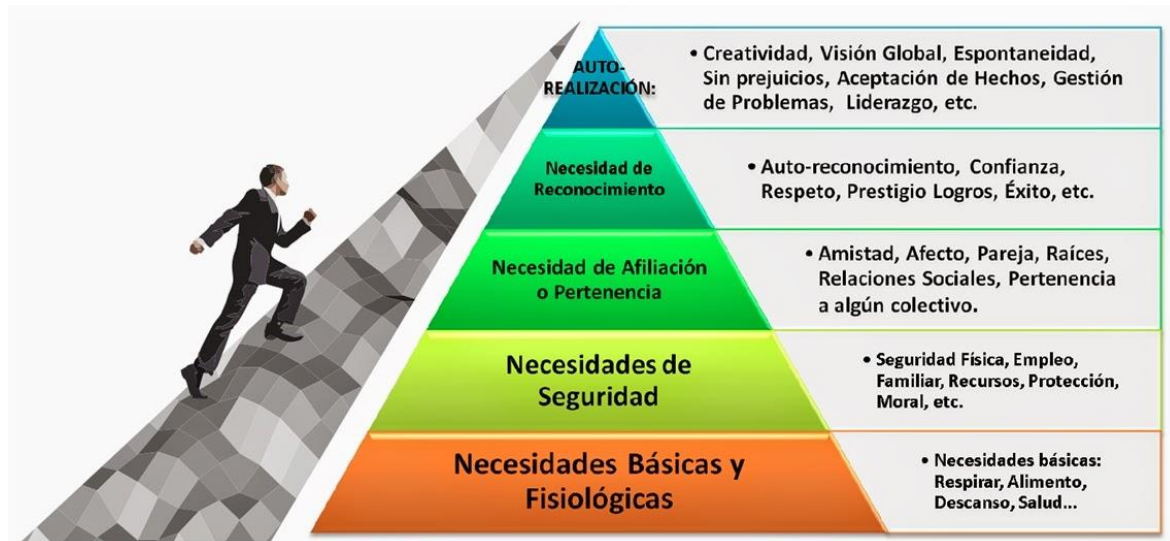 AUTO-
REALIZACIÓN:
• Creatividad, Visión Global, Espontaneidad,
Sin prejuicios, Aceptación de Hechos, Gestión
de Problemas, Liderazgo, etc.
Necesidad de
Reconocimiento
• Auto-reconocimiento, Confianza,
Respeto, Prestigio Logros, Éxito, etc.
Necesidad de Afiliación
o Pertenencia
• Amistad, Afecto, Pareja, Raíces,
Relaciones Sociales, Pertenencia
a algún colectivo.
Necesidades de
Seguridad
• Seguridad Física, Empleo,
Familiar, Recursos, Protección,
Moral, etc.
Necesidades Básicas y
Fisiológicas
• Necesidades básicas:
Respirar, Alimento,
Descanso, Salud...